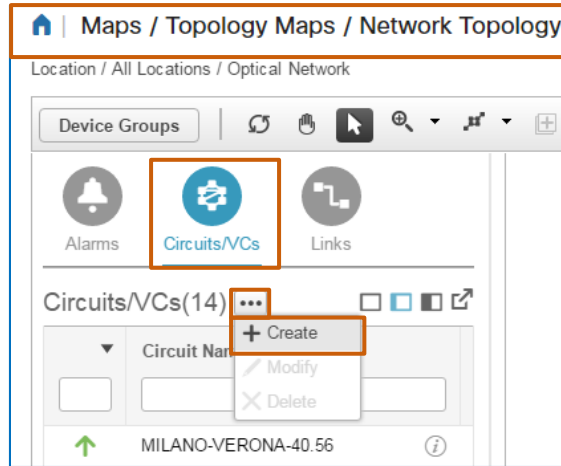 Maps / Topology Maps / Network Topology
Location / All Locations / Optical Network
Device Groups
Alarms Circuits/VCs Links
Circuits/VCs(14)
Create
Circuit Nam
Modify
Delete
MILANO-VERONA-40.56